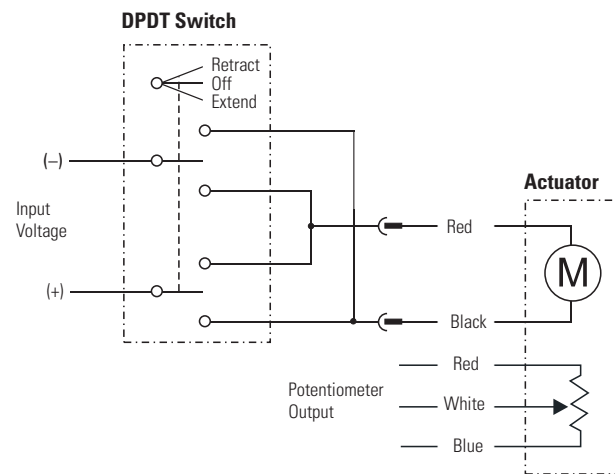 DPDT Switch
Retract
Off
Extend
(–)
Input
Voltage
(+)
Actuator
Red
M
Black
Potentiometer
Output
Red
White
Blue